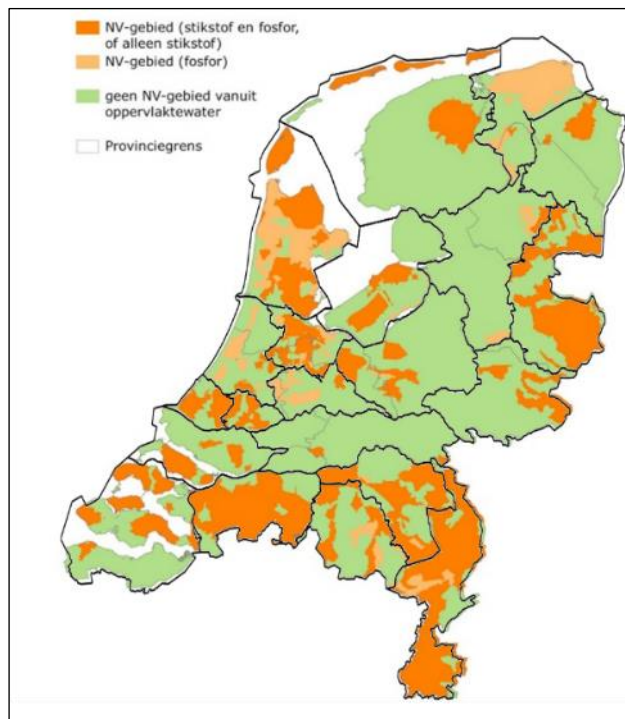 NV-gebied (stikstof en fosfor,
of alleen stikstof)
NV-gebied (fosfor)
geen NV-gebied vanuit
oppervlaktewater
Provinciegrens